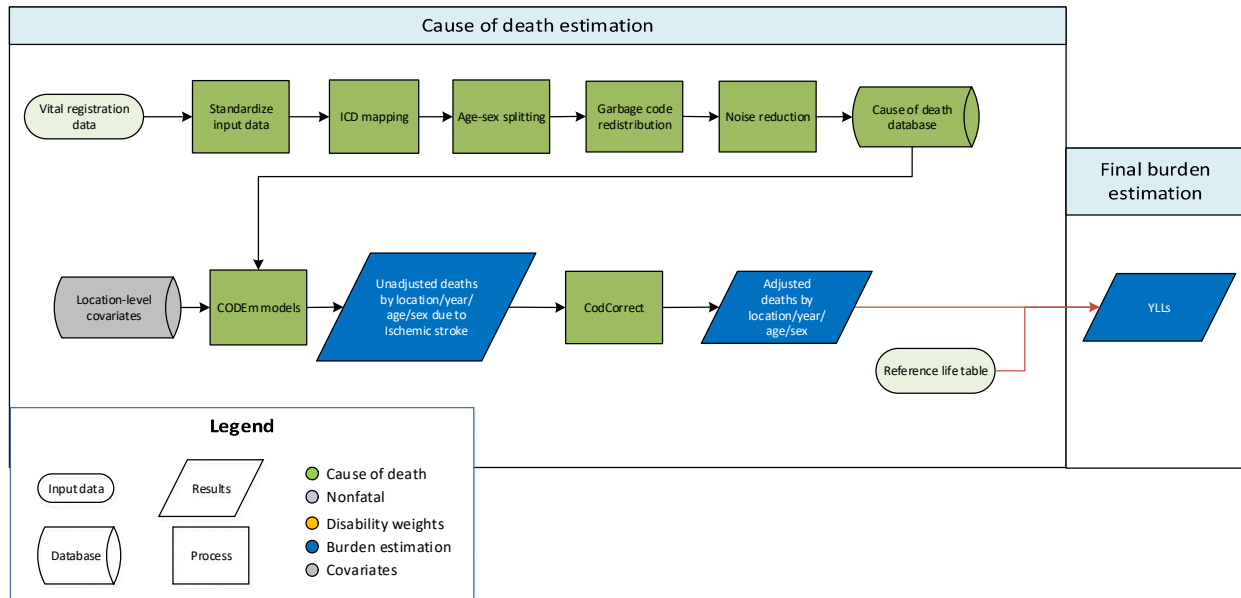 Cause of death estimation
Vital registration
data
Standardize
input data
ICD mapping
Age-sex splitting
Garbage code
redistribution
Noise reduction
Cause of death
database
Final burden
estimation
Location-level
covariates
CODEm models
Unadjusted deaths
by location/year/
age/sex due to
Ischemic stroke
CodCorrect
Adjusted
deaths by
location/year/
age/sex
YLLs
Reference life table
Legend
Input data
Results
Database
Process
Cause of death
Nonfatal
Disability weights
Burden estimation
Covariates